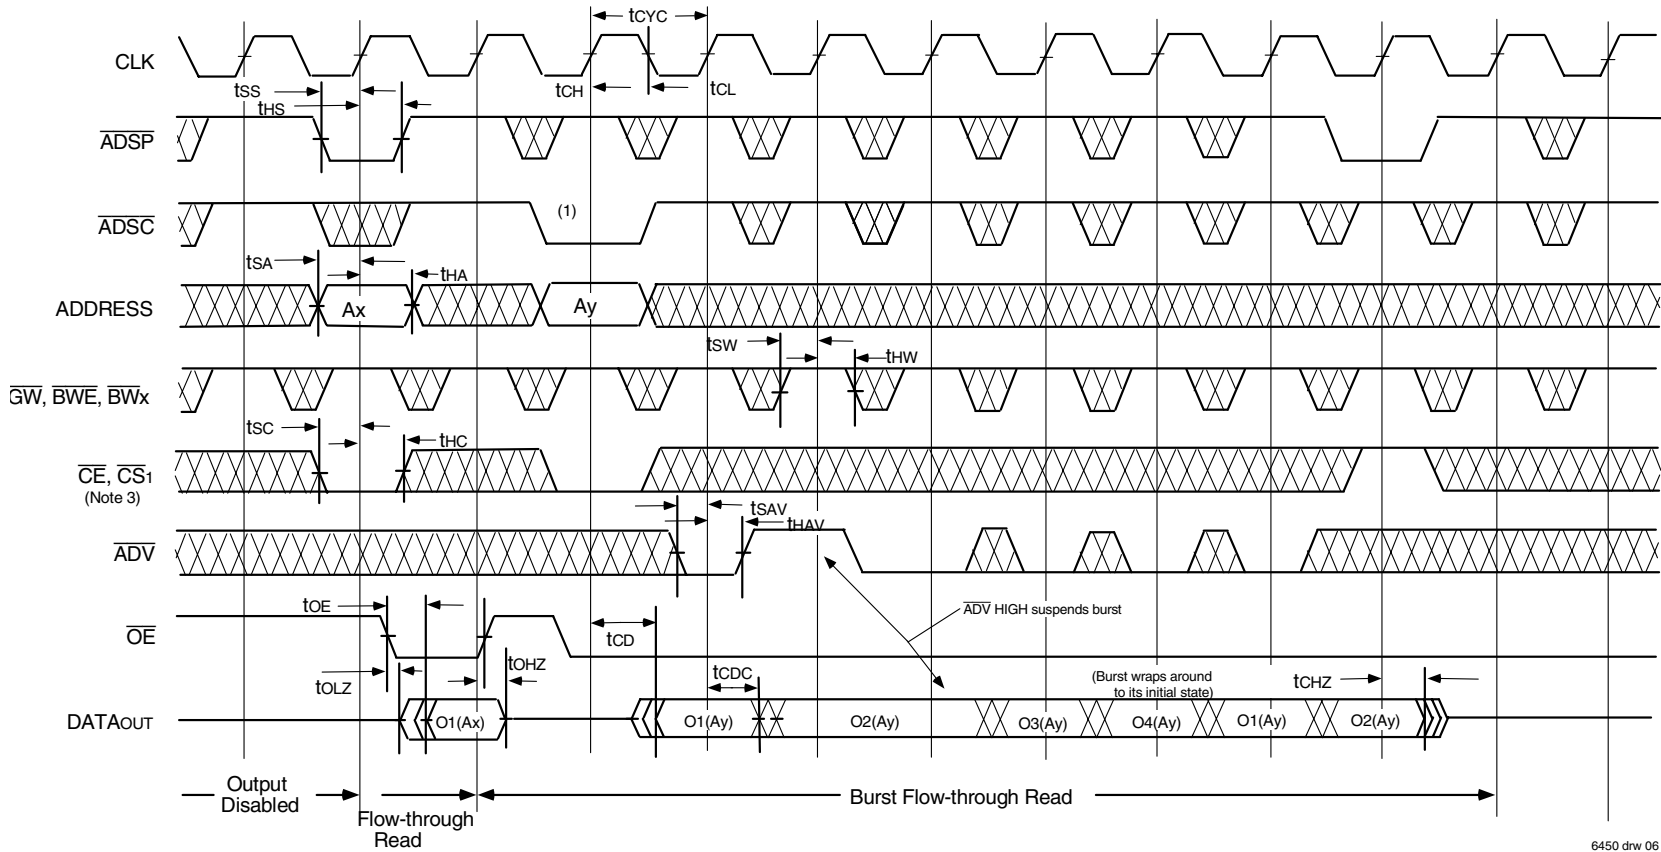 tCYC
CLK
tSS
tCH
tCL
tHS
ADSP
(1)
ADSC
tSA
tHA
ADDRESS
Ax
Ay
tSW
tHW
GW, BWE, BWx
tSC
tHC
CE, CS1
(Note 3)
tSAV
tHAV
ADV
tOE
ADV HIGH suspends burst
OE
tCD
tOHZ
tOLZ
tCDC
(Burst wraps around
to its initial state)
tCHZ
DATAOUT
O1(Ax)
O1(Ay)
O2(Ay)
O3(Ay)
O4(Ay)
O1(Ay)
O2(Ay)
Output
Disabled
Burst Flow-through Read
Flow-through
Read
6450 drw 06